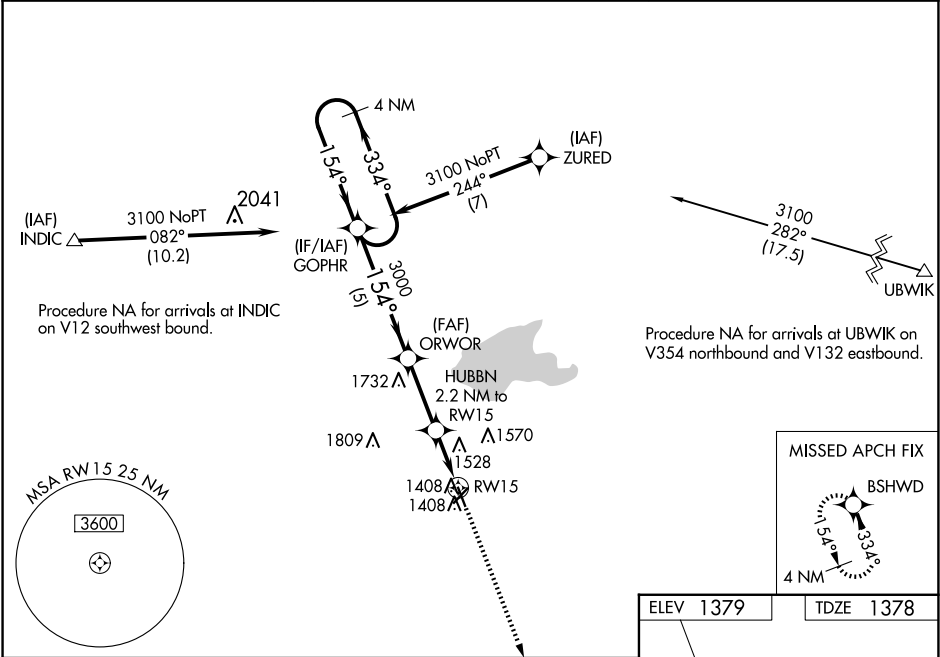 4 NM
154°
334°
(IAF)
ZURED
3100 NoPT
244°
(7)
2041
(IAF)
INDIC
3100 NoPT
082°
(10.2)
(IF/IAF)
GOPHR
3000
154°
(5)
3100
282°
(17.5)
UBWIK
Procedure NA for arrivals at INDIC
on V12 southwest bound.
(FAF)
ORWOR
Procedure NA for arrivals at UBWIK on
V354 northbound and V132 eastbound.
1732
HUBBN
2.2 NM to
RW15
1809
1570
1528
1408
RW15
1408
MSA RW15 25 NM
3600
MISSED APCH FIX
BSHWD
154°
334°
4 NM
ELEV 1379
TDZE 1378